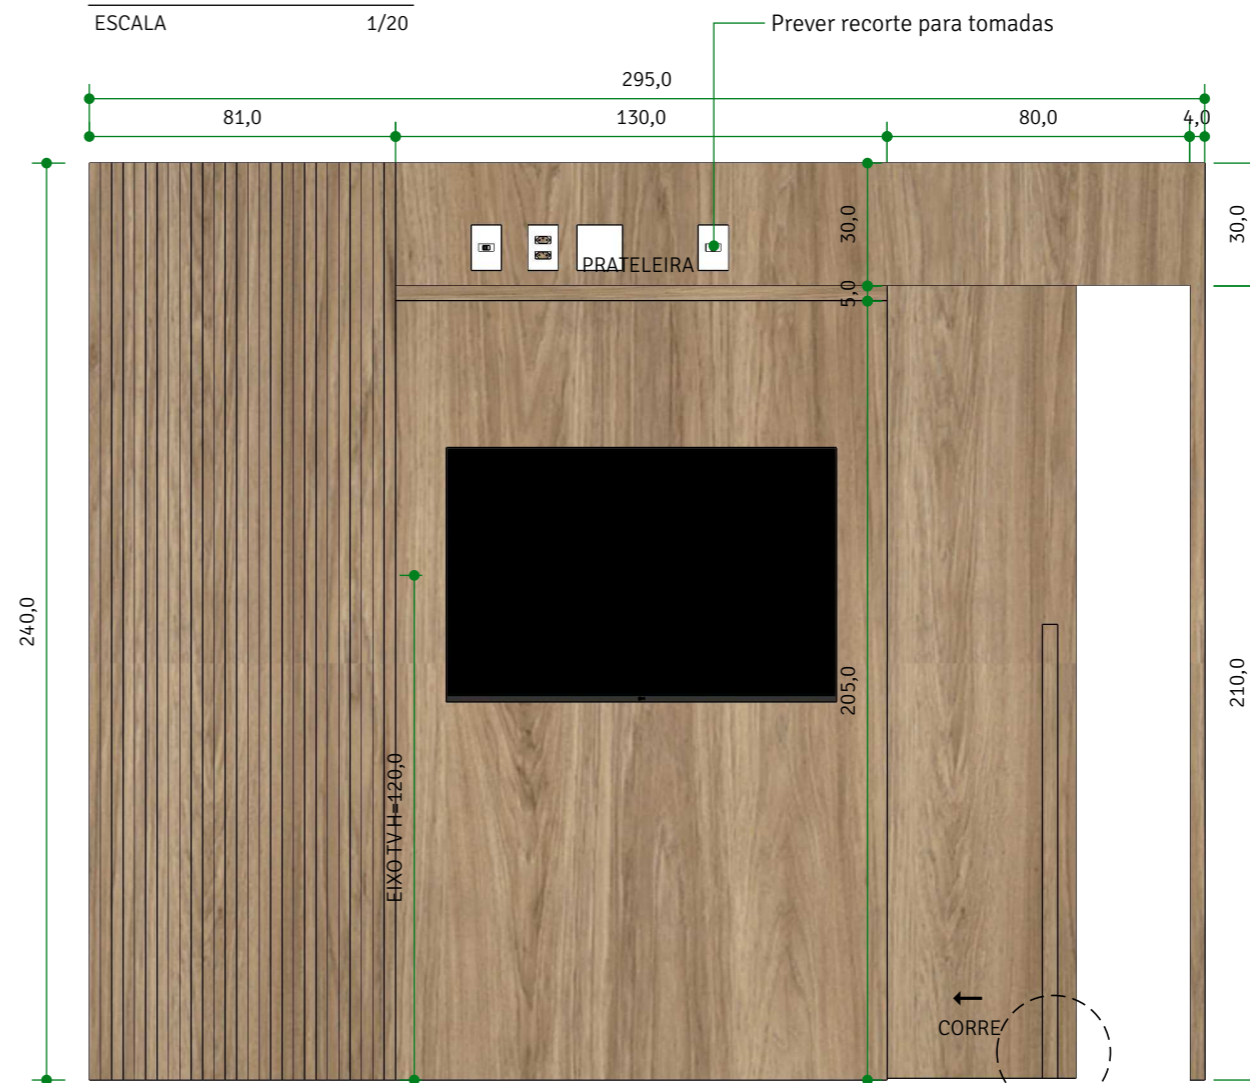 ESCALA 1/20
Prever recorte para tomadas
295,0
81,0 130,0 80,0 4,0
30,0 30,0
PRATELEIRA
5,0
240,0
205,0 210,0
EIXO TV H=120,0
CORRE